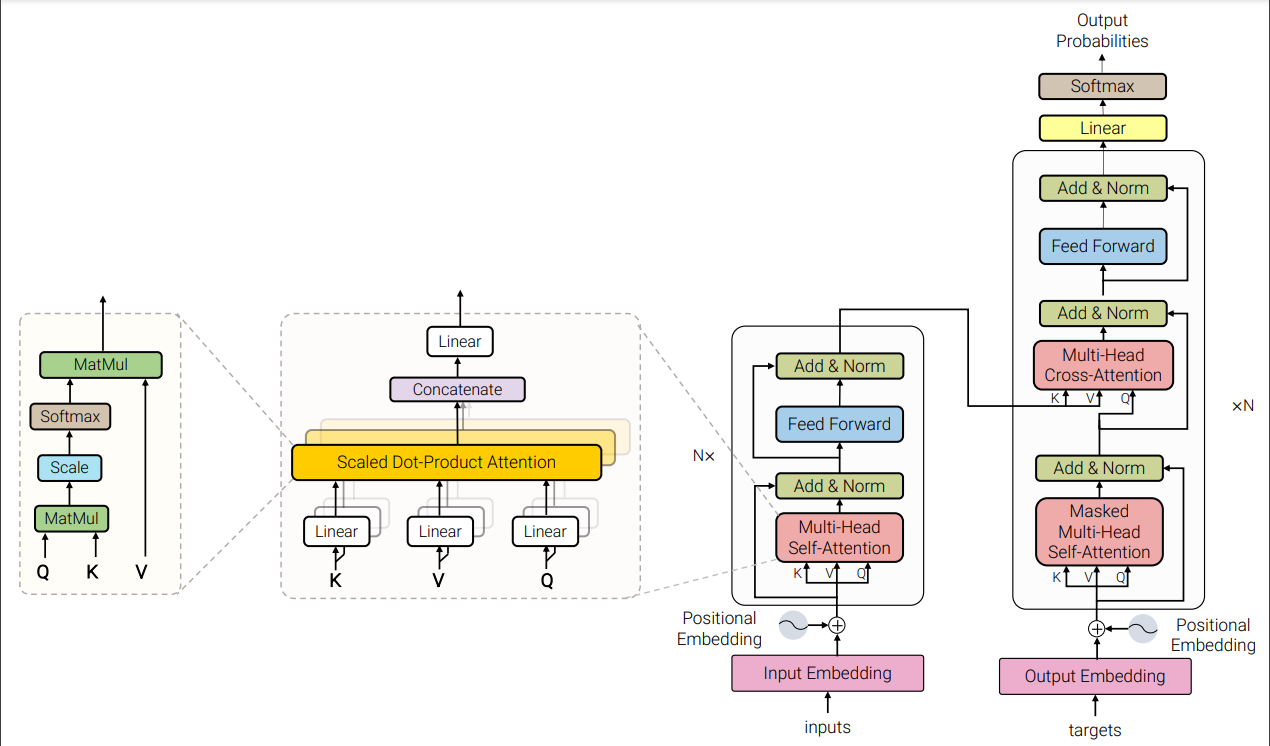 MatMul
Softmax
Scale
MatMul
Q K V
Linear
Concatenate
Scaled Dot-Product Attention
Linear Linear Linear
K V Q
N×
Add & Norm
Feed Forward
Add & Norm
Multi-Head
Self-Attention
K V Q
Positional
Embedding
Input Embedding
inputs
Output
Probabilities
Softmax
Linear
Add & Norm
Feed Forward
Add & Norm
Multi-Head
Cross-Attention
K V Q
×N
Add & Norm
Masked
Multi-Head
Self-Attention
K V Q
Positional
Embedding
Output Embedding
targets